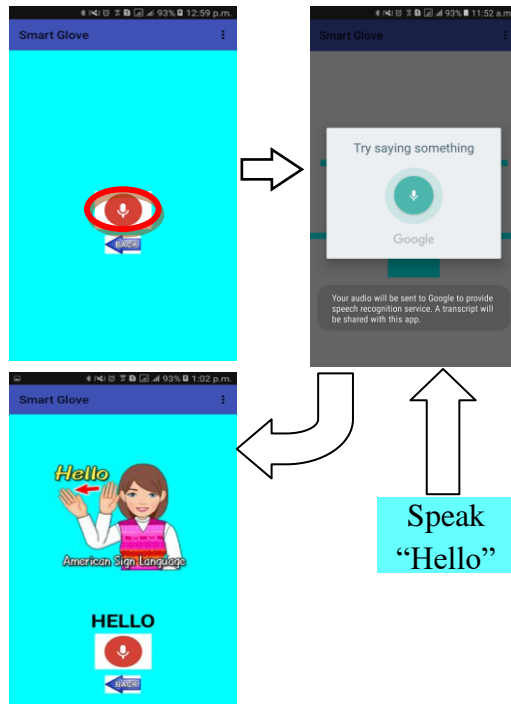 93% 12:59 p.m.
Smart Glove
BACK
93% 11:52 a.m
Smart Glove
Try saying something
Google
Your audio will be sent to Google to provide
speech recognition service. A transcript will
be shared with this app.
93% 1:02 p.m.
Smart Glove
Hello
American Sign Language
HELLO
BACK
Speak
“Hello”